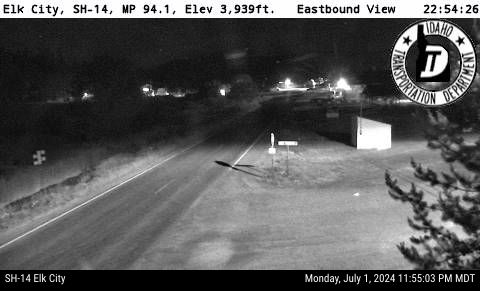 Elk City, SH-14, MP 94.1, Elev 3,939ft. Eastbound View 22:54:26
IDAHO
TRANSPORTATION DEPARTMENT
SH-14 Elk City Monday, July 1, 2024 11:55:03 PM MDT